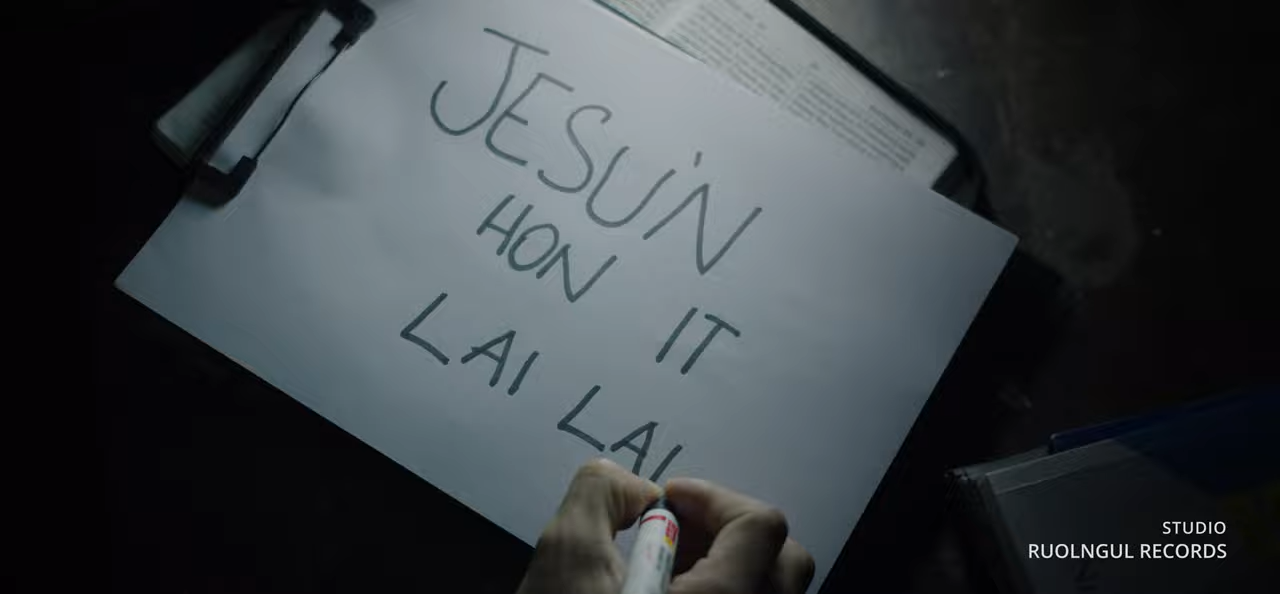 JESU'N
HON IT
LAI LAI
STUDIO
RUOLNGUL RECORDS